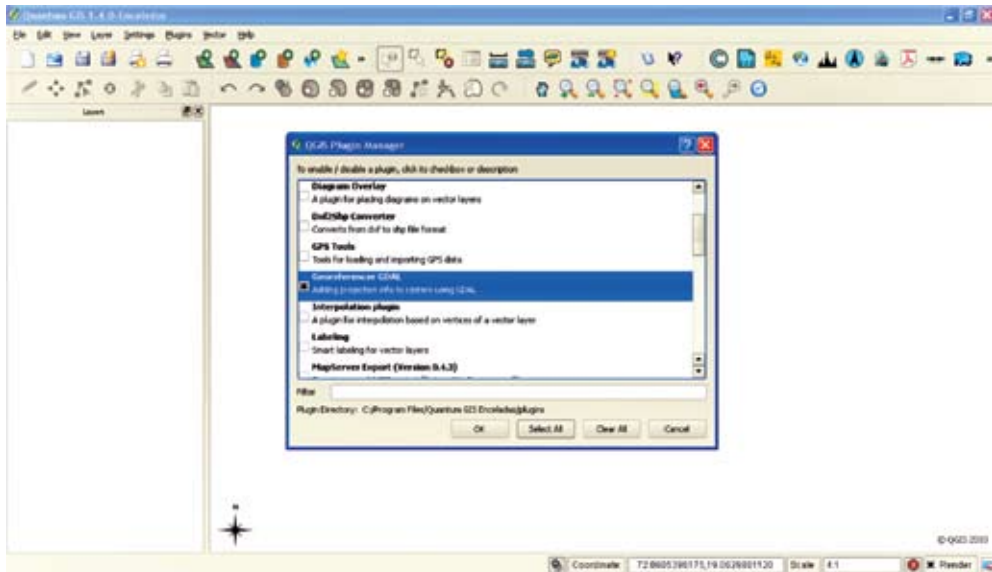 Quantum GIS 1.4.0-Enceladus
File Edit View Layer Settings Plugins Vector Help
Layers
QGIS Plugin Manager
To enable / disable a plugin, click its checkbox or description
Diagram Overlay
A plugin for placing diagrams on vector layers
Dxf2Shp Converter
Converts from dxf to shp file format
GPS Tools
Tools for loading and importing GPS data
Georeferencer GDAL
Adding projection info to rasters using GDAL
Interpolation plugin
A plugin for interpolation based on vertices of a vector layer
Labeling
Smart labeling for vector layers
MapServer Export (Version 0.4.3)
Filter
Plugin Directory: C:/Program Files/Quantum GIS Enceladus/plugins
OK Select All Clear All Cancel
N
© QGIS 2010
Coordinate: Scale 4:1 Render